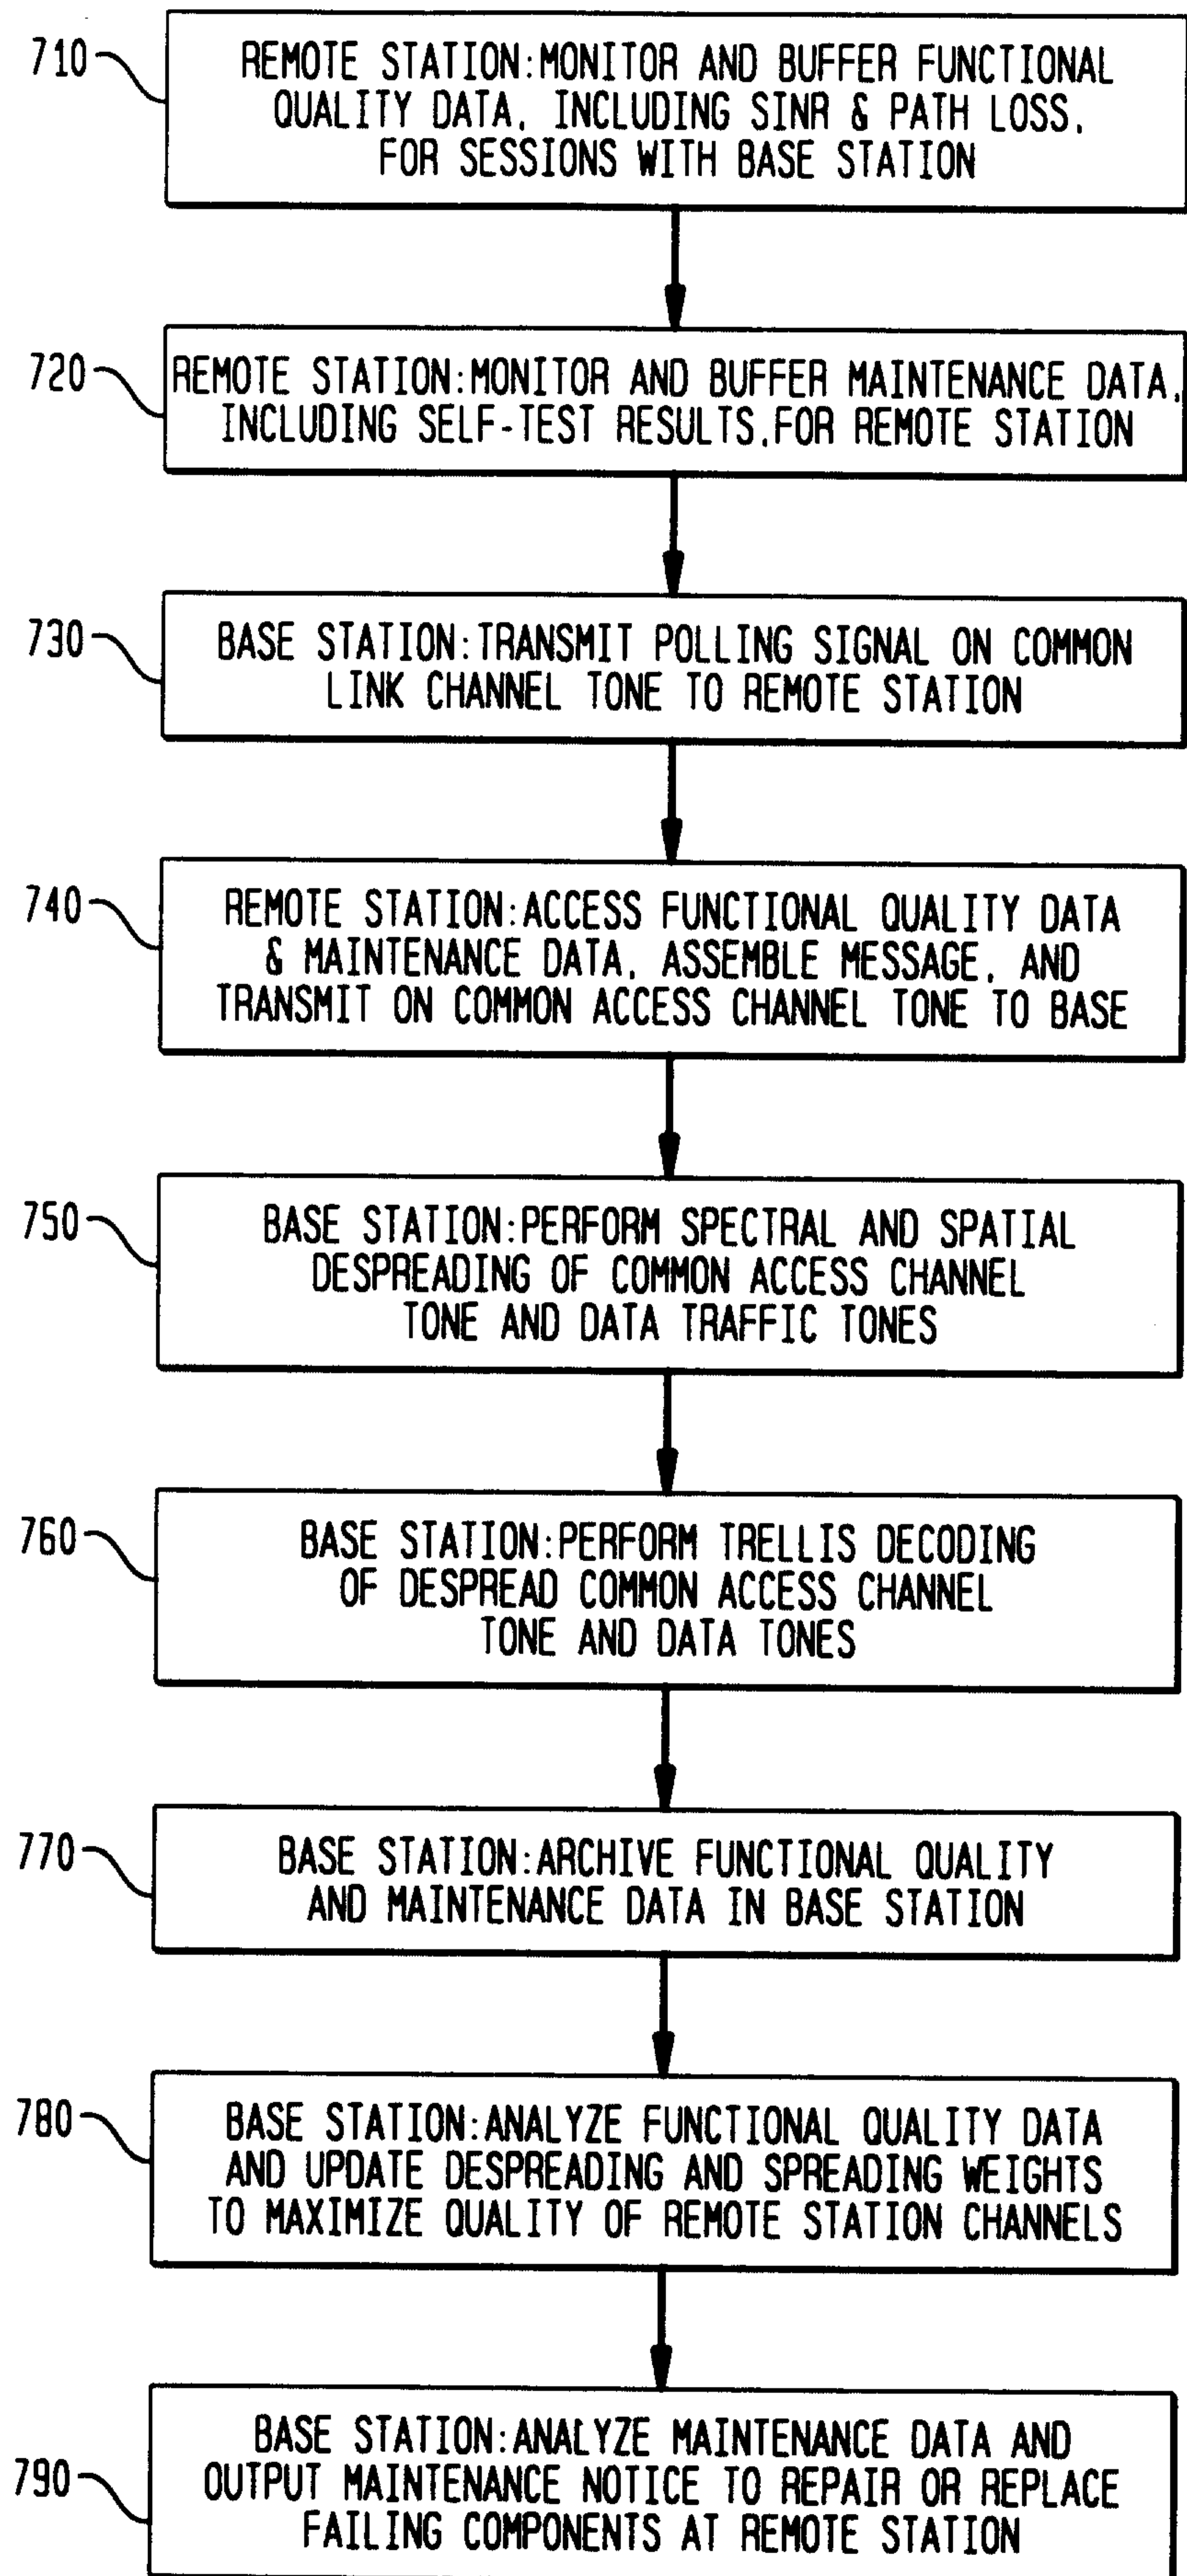 710
REMOTE STATION:MONITOR AND BUFFER FUNCTIONAL
QUALITY DATA, INCLUDING SINR & PATH LOSS,
FOR SESSIONS WITH BASE STATION
720
REMOTE STATION:MONITOR AND BUFFER MAINTENANCE DATA,
INCLUDING SELF-TEST RESULTS,FOR REMOTE STATION
730
BASE STATION:TRANSMIT POLLING SIGNAL ON COMMON
LINK CHANNEL TONE TO REMOTE STATION
740
REMOTE STATION:ACCESS FUNCTIONAL QUALITY DATA
& MAINTENANCE DATA, ASSEMBLE MESSAGE, AND
TRANSMIT ON COMMON ACCESS CHANNEL TONE TO BASE
750
BASE STATION:PERFORM SPECTRAL AND SPATIAL
DESPREADING OF COMMON ACCESS CHANNEL
TONE AND DATA TRAFFIC TONES
760
BASE STATION:PERFORM TRELLIS DECODING
OF DESPREAD COMMON ACCESS CHANNEL
TONE AND DATA TONES
770
BASE STATION:ARCHIVE FUNCTIONAL QUALITY
AND MAINTENANCE DATA IN BASE STATION
780
BASE STATION:ANALYZE FUNCTIONAL QUALITY DATA
AND UPDATE DESPREADING AND SPREADING WEIGHTS
TO MAXIMIZE QUALITY OF REMOTE STATION CHANNELS
790
BASE STATION:ANALYZE MAINTENANCE DATA AND
OUTPUT MAINTENANCE NOTICE TO REPAIR OR REPLACE
FAILING COMPONENTS AT REMOTE STATION